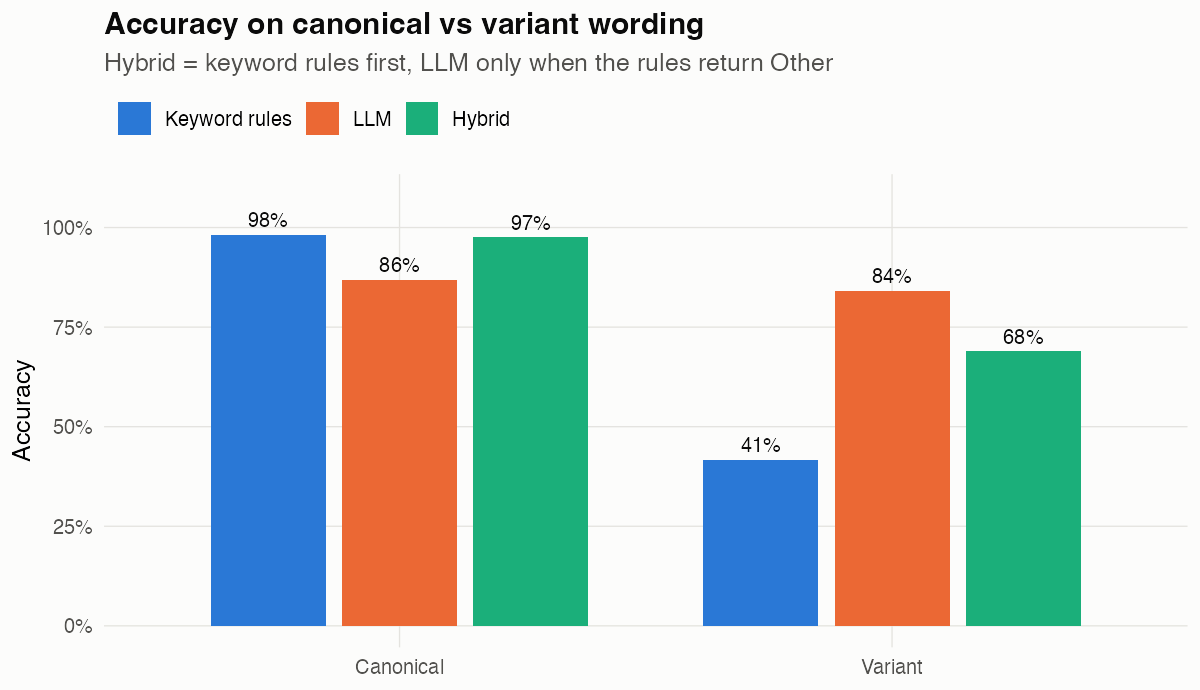 Accuracy on canonical vs variant wording
Hybrid = keyword rules first, LLM only when the rules return Other
Keyword rules LLM Hybrid
98%
97%
86%
84%
68%
41%
100%
75%
50%
25%
0%
Accuracy
Canonical Variant